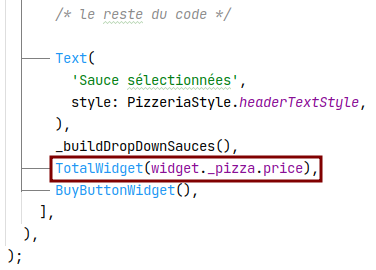 /* le reste du code */
Text(
'Sauce sélectionnées',
style: PizzeriaStyle.headerTextStyle,
),
_buildDropDownSauces(),
TotalWidget(widget._pizza.price),
BuyButtonWidget(),
],
),
);